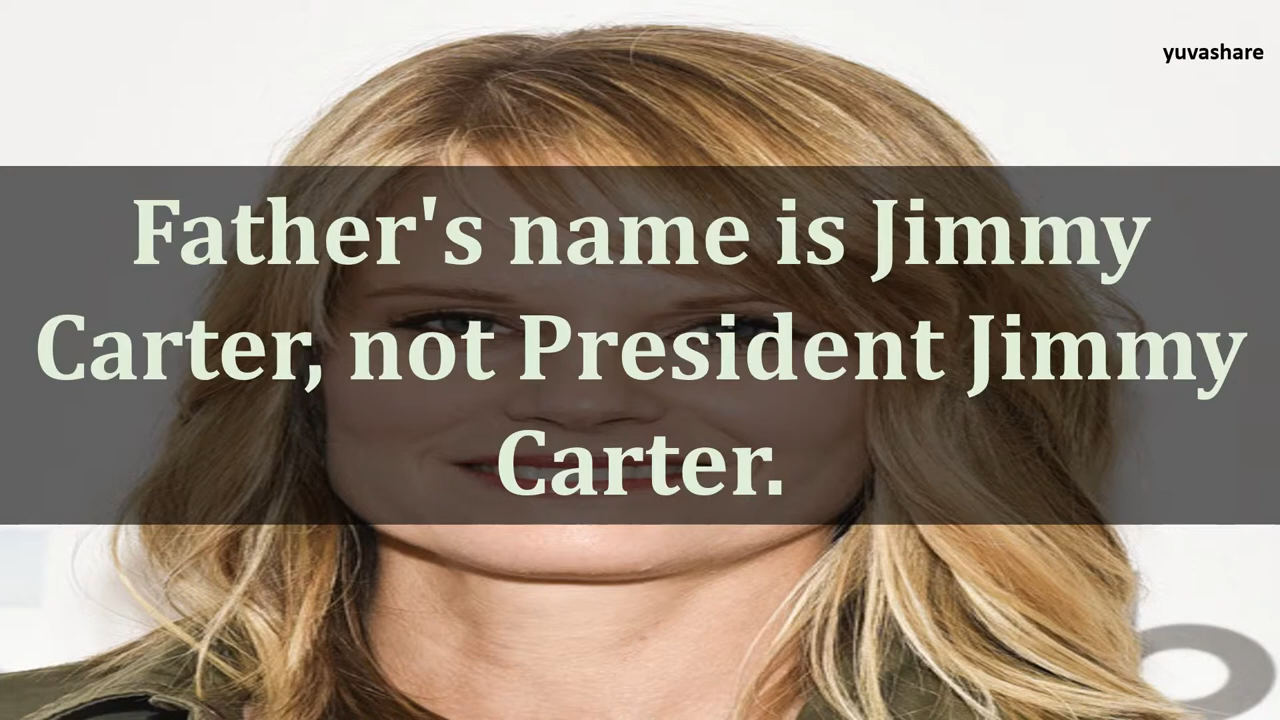 yuvashare
Father's name is Jimmy
Carter, not President Jimmy
Carter.